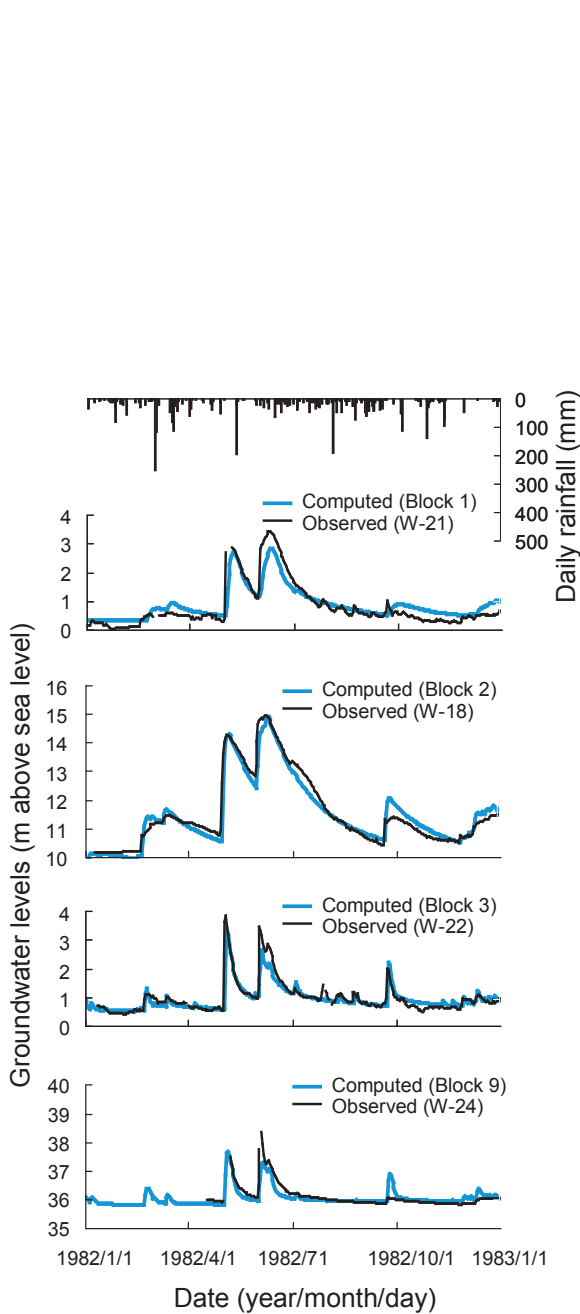 0
100
200
300
400
500
Daily rainfall (mm)
Computed (Block 1)
Observed (W-21)
4
3
2
1
0
Groundwater levels (m above sea level)
Computed (Block 2)
Observed (W-18)
16
15
14
13
12
11
10
Computed (Block 3)
Observed (W-22)
4
3
2
1
0
Computed (Block 9)
Observed (W-24)
40
39
38
37
36
35
1982/1/1 1982/4/1 1982/71 1982/10/1 1983/1/1
Date (year/month/day)